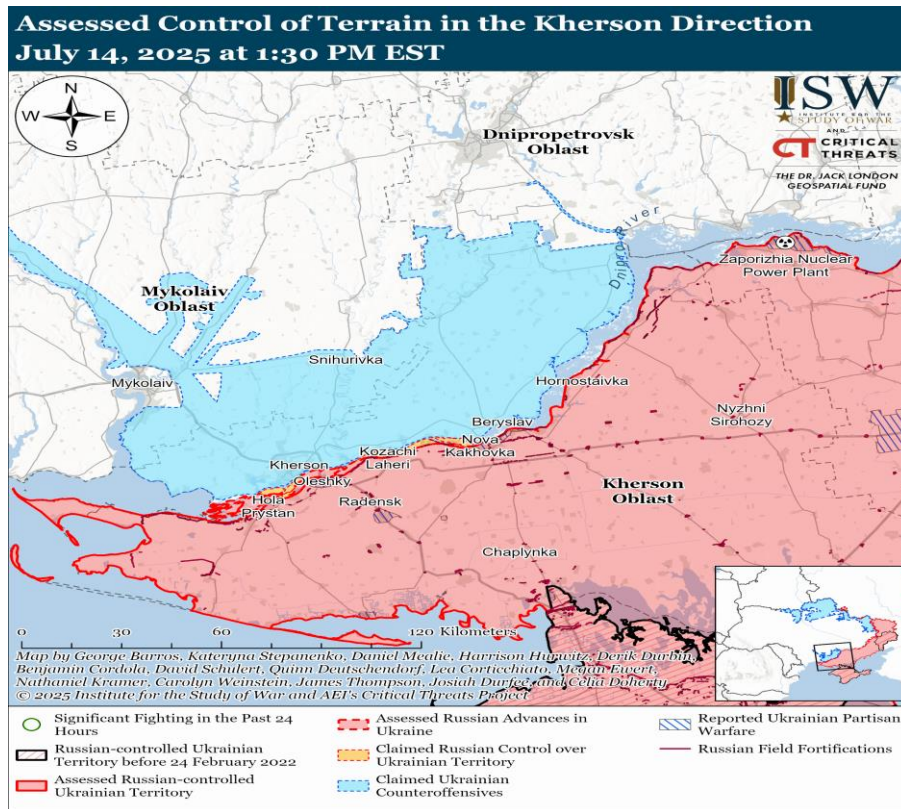 Assessed Control of Terrain in the Kherson Direction
July 14, 2025 at 1:30 PM EST
N
W
E
S
ISW
INSTITUTE FOR THE
STUDY OF WAR
AND
CT CRITICAL
THREATS
THE DR. JACK LONDON
GEOSPATIAL FUND
Dnipropetrovsk
Oblast
Dnipro River
Zaporizhia Nuclear
Power Plant
Mykolaiv
Oblast
Snihurivka
Mykolaiv
Hornostaivka
Beryslav
Nyzhni
Sirohozy
Nova
Kakhovka
Kozachi
Laheri
Kherson
Oleshky
Kherson
Oblast
Hola
Prystan
Radensk
Chaplynka
0 30 60 120 Kilometers
Map by George Barros, Kateryna Stepanenko, Daniel Mealie, Harrison Hurwitz, Derik Durbin,
Benjamin Cordola, David Schulert, Quinn Deutschendorf, Lea Corticchiato, Megan Ewert,
Nathaniel Kramer, Carolyn Weinstein, James Thompson, Josiah Durfee, and Celia Doherty
© 2025 Institute for the Study of War and AEI's Critical Threats Project
Significant Fighting in the Past 24
Hours
Russian-controlled Ukrainian
Territory before 24 February 2022
Assessed Russian-controlled
Ukrainian Territory
Assessed Russian Advances in
Ukraine
Claimed Russian Control over
Ukrainian Territory
Claimed Ukrainian
Counteroffensives
Reported Ukrainian Partisan
Warfare
Russian Field Fortifications